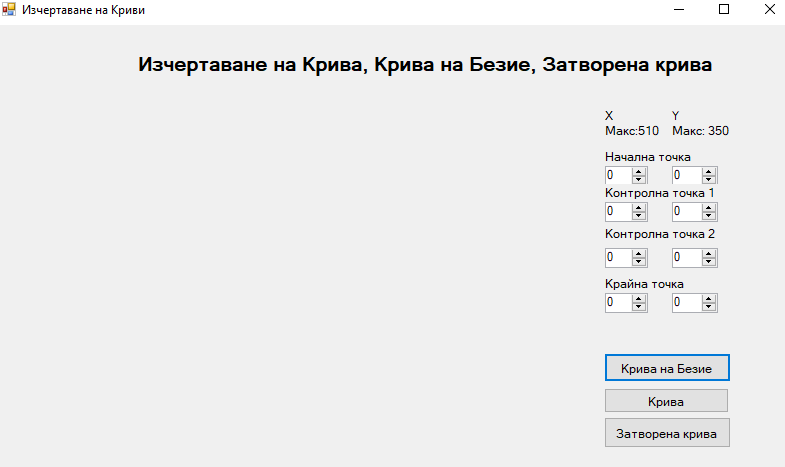 Изчертаване на Криви
Изчертаване на Крива, Крива на Безие, Затворена крива
X Y
Макс:510 Макс: 350
Начална точка
0 0
Контролна точка 1
0 0
Контролна точка 2
0 0
Крайна точка
0 0
Крива на Безие
Крива
Затворена крива